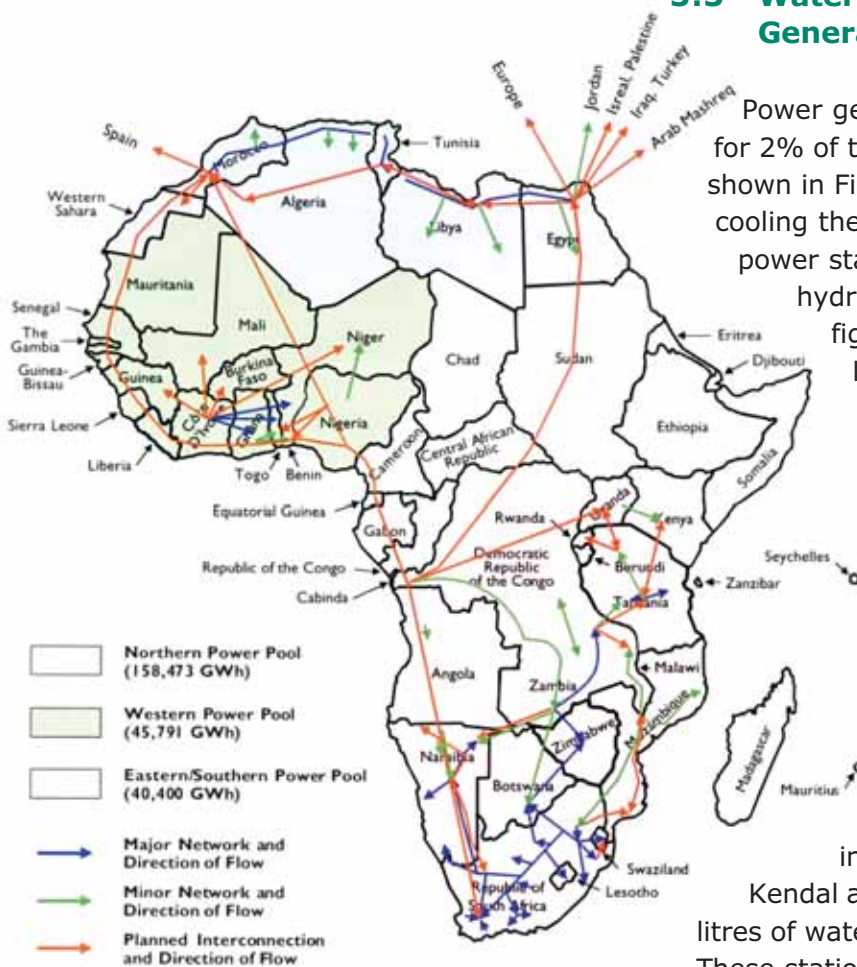 Water
Genera
Power ge
for 2% of t
shown in Fi
cooling the
power sta
hydr
fig
in
Kendal a
litres of wate
These station
Europe
Jordan
Isreal, Palestine
Iraq, Turkey
Arab Mashreq
Spain
Morocco
Tunisia
Western
Sahara
Algeria
Libya
Egypt
Mauritania
Mali
Niger
Chad
Sudan
Eritrea
Djibouti
Senegal
The
Gambia
Guinea-
Bissau
Guinea
Burkina
Faso
Sierra Leone
Liberia
D'Ivoire
Ghana
Togo
Benin
Nigeria
Cameroon
Central African
Republic
Ethiopia
Somalia
Equatorial Guinea
Gabon
Rwanda
Uganda
Kenya
Republic of the Congo
Democratic
Republic
of the Congo
Burundi
Cabinda
Tanzania
Zanzibar
Seychelles
Angola
Zambia
Malawi
Mozambique
Zimbabwe
Namibia
Botswana
Madagascar
Mauritius
Swaziland
Lesotho
Republic of
South Africa
Northern Power Pool
(158,473 GWh)
Western Power Pool
(45,791 GWh)
Eastern/Southern Power Pool
(40,400 GWh)
Major Network and
Direction of Flow
Minor Network and
Direction of Flow
Planned Interconnection
and Direction of Flow